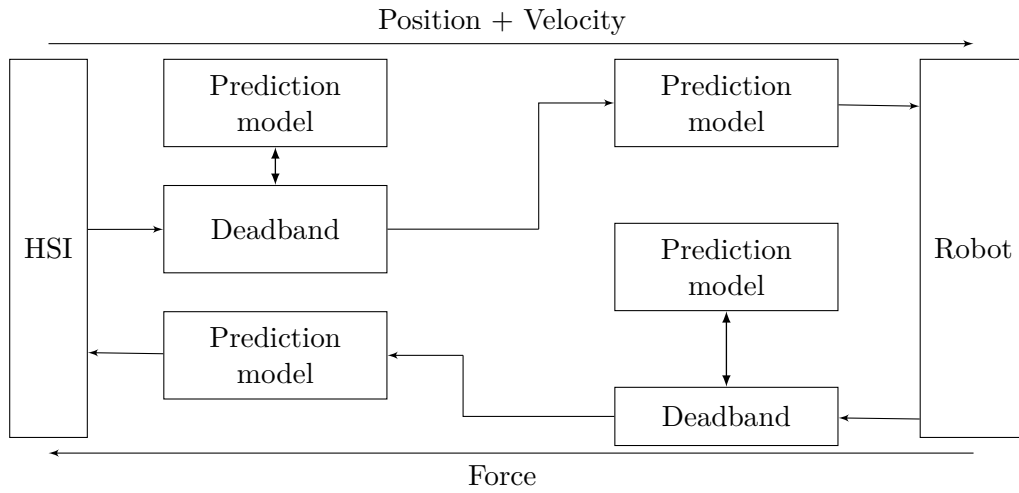 Position + Velocity
Prediction
model
Prediction
model
HSI
Deadband
Robot
Prediction
model
Prediction
model
Deadband
Force